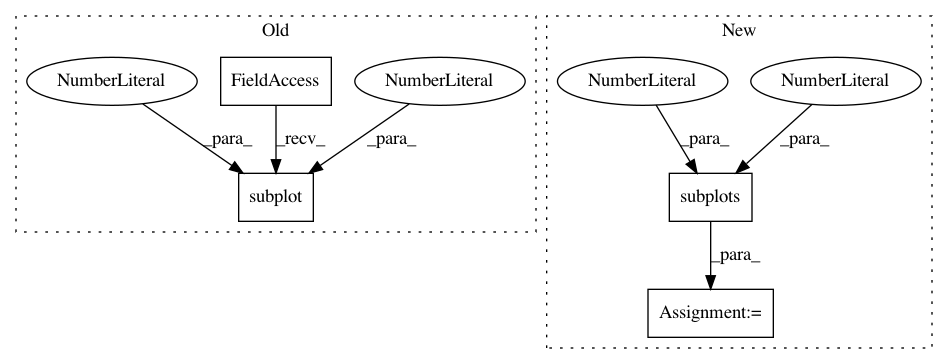 Old
New
NumberLiteral
FieldAccess
NumberLiteral
NumberLiteral
NumberLiteral
_para_
_recv_
_para_
_para_
_para_
subplot
subplots
_para_
Assignment:=